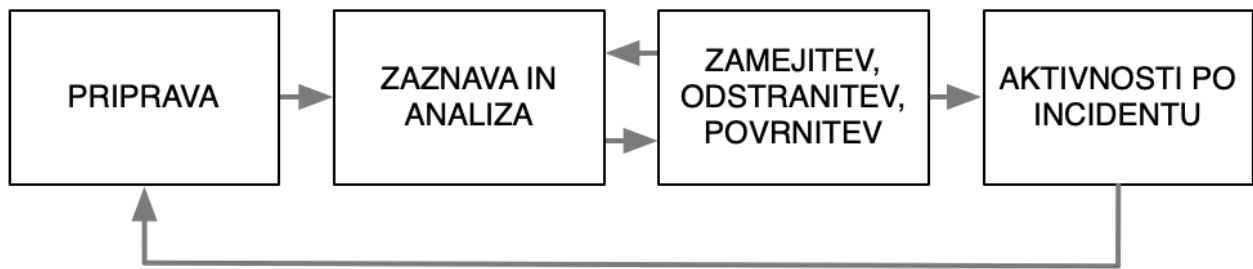 PRIPRAVA
ZAZNAVA IN
ANALIZA
ZAMEJITEV,
ODSTRANITEV,
POVRNITEV
AKTIVNOSTI PO
INCIDENTU